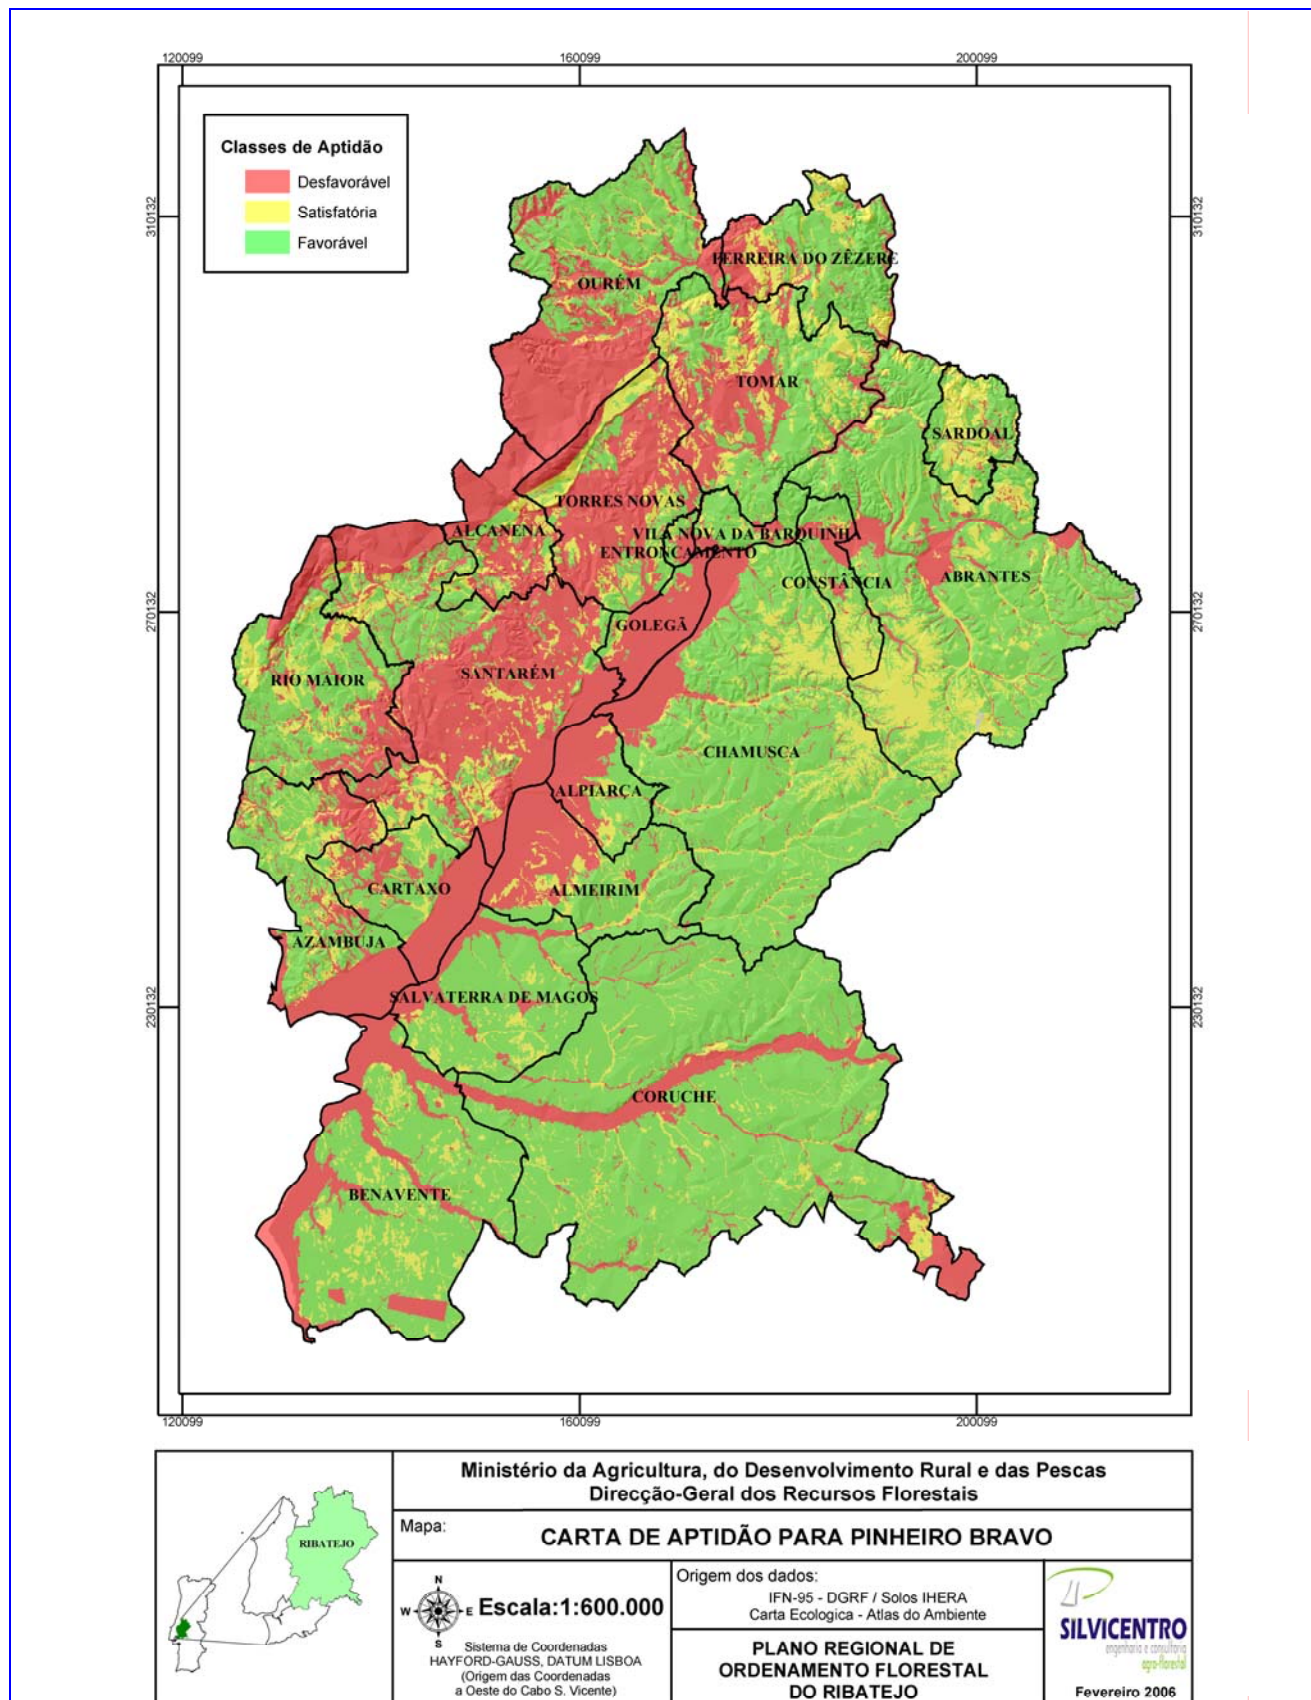 120099
160099
200099
310132
310132
Classes de Aptidão
Desfavorável
Satisfatória
Favorável
FERREIRA DO ZÊZERE
OURÉM
TOMAR
SARDOAL
TORRES NOVAS
ALCANENA
VILA NOVA DA BARQUINHA
ENTRONCAMENTO
CONSTÂNCIA
ABRANTES
270132
270132
GOLEGÃ
SANTARÉM
RIO MAIOR
CHAMUSCA
ALPIARÇA
CARTAXO
ALMEIRIM
AZAMBUJA
SALVATERRA DE MAGOS
230132
230132
CORUCHE
BENAVENTE
120099
160099
200099
RIBATEJO
Ministério da Agricultura, do Desenvolvimento Rural e das Pescas
Direcção-Geral dos Recursos Florestais
Mapa:
CARTA DE APTIDÃO PARA PINHEIRO BRAVO
N
W
E
S
Escala:1:600.000
Sistema de Coordenadas
HAYFORD-GAUSS, DATUM LISBOA
(Origem das Coordenadas
a Oeste do Cabo S. Vicente)
Origem dos dados:
IFN-95 - DGRF / Solos IHERA
Carta Ecologica - Atlas do Ambiente
PLANO REGIONAL DE
ORDENAMENTO FLORESTAL
DO RIBATEJO
SILVICENTRO
engenharia e consultoria
agro-florestal
Fevereiro 2006